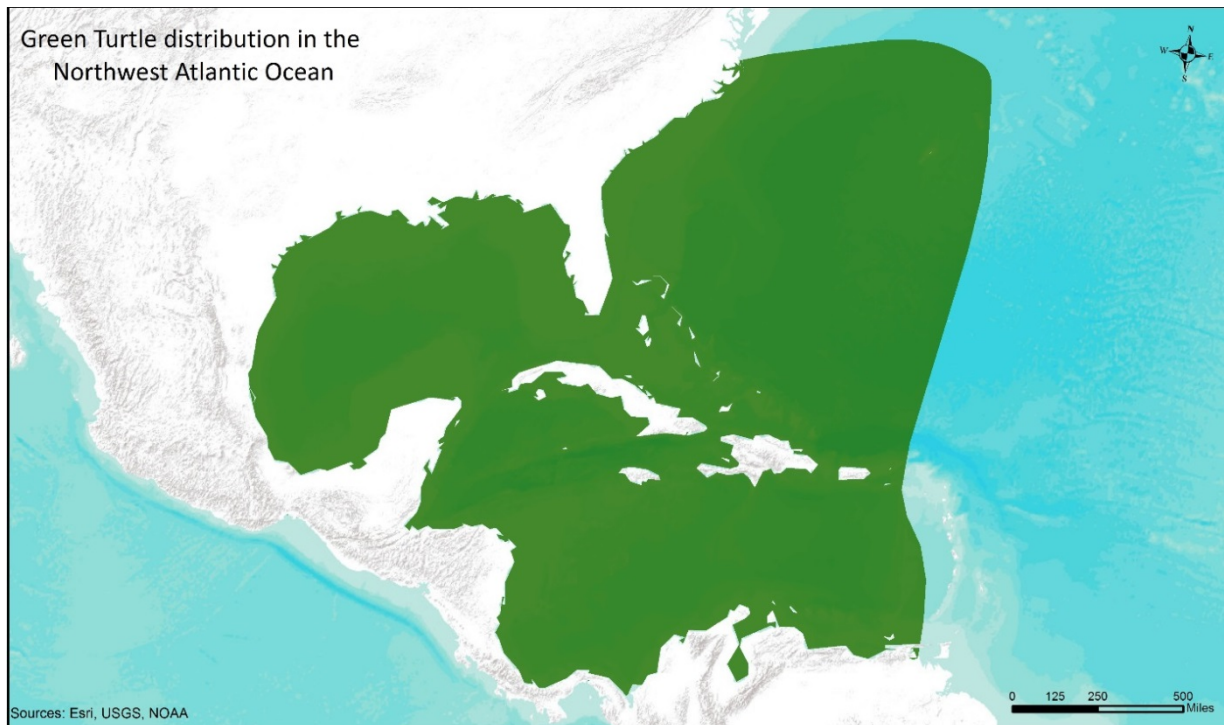 Green Turtle distribution in the
Northwest Atlantic Ocean
N
W E
S
Sources: Esri, USGS, NOAA
0 125 250 500
Miles